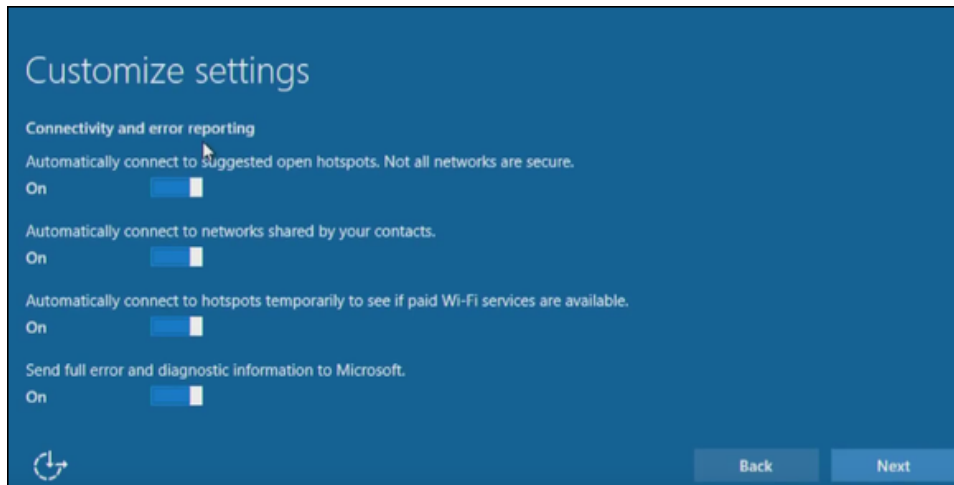 Customize settings
Connectivity and error reporting
Automatically connect to suggested open hotspots. Not all networks are secure.
On
Automatically connect to networks shared by your contacts.
On
Automatically connect to hotspots temporarily to see if paid Wi-Fi services are available.
On
Send full error and diagnostic information to Microsoft.
On
Back
Next